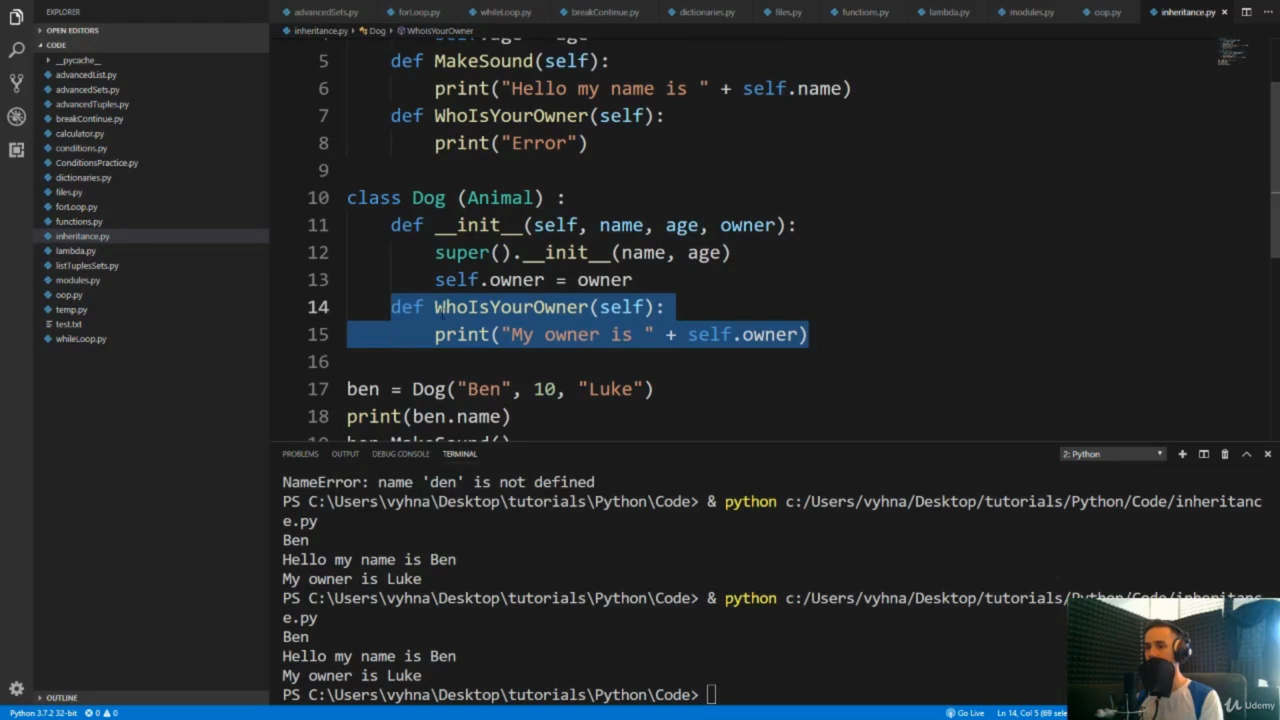 EXPLORER
OPEN EDITORS
CODE
__pycache__
advancedList.py
advancedSets.py
advancedTuples.py
breakContinue.py
calculator.py
conditions.py
ConditionsPractice.py
dictionaries.py
files.py
forLoop.py
functions.py
inheritance.py
lambda.py
listTuplesSets.py
modules.py
oop.py
temp.py
test.txt
whileLoop.py
OUTLINE
advancedSets.py forLoop.py whileLoop.py breakContinue.py dictionaries.py files.py functions.py lambda.py modules.py oop.py inheritance.py ×
inheritance.py › Dog › WhoIsYourOwner
5 def MakeSound(self):
6 print("Hello my name is " + self.name)
7 def WhoIsYourOwner(self):
8 print("Error")
9
10 class Dog (Animal) :
11 def __init__(self, name, age, owner):
12 super().__init__(name, age)
13 self.owner = owner
14 def WhoIsYourOwner(self):
15 print("My owner is " + self.owner)
16
17 ben = Dog("Ben", 10, "Luke")
18 print(ben.name)
PROBLEMS OUTPUT DEBUG CONSOLE TERMINAL 2: Python
NameError: name 'den' is not defined
PS C:\Users\vyhna\Desktop\tutorials\Python\Code> & python c:/Users/vyhna/Desktop/tutorials/Python/Code/inheritanc
e.py
Ben
Hello my name is Ben
My owner is Luke
PS C:\Users\vyhna\Desktop\tutorials\Python\Code> & python c:/Users/vyhna/Desktop/tutorials/Python/Code/inheritanc
e.py
Ben
Hello my name is Ben
My owner is Luke
PS C:\Users\vyhna\Desktop\tutorials\Python\Code>
Udemy
Python 3.7.2 32-bit 0 0 Go Live Ln 14, Col 5 (69 sele